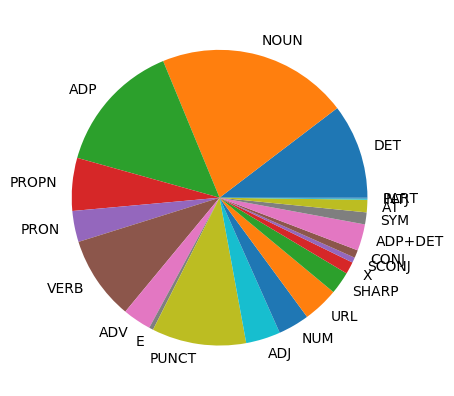 NOUN
ADP
DET
PROPN
PART
AT
SYM
PRON
ADP+DET
CONJ
SCONJ
X
VERB
SHARP
URL
ADV
E
NUM
PUNCT
ADJ